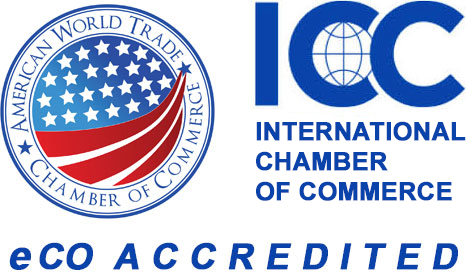 AMERICAN WORLD TRADE
CHAMBER OF COMMERCE
ICC
INTERNATIONAL
CHAMBER
OF COMMERCE
eCO ACCREDITED